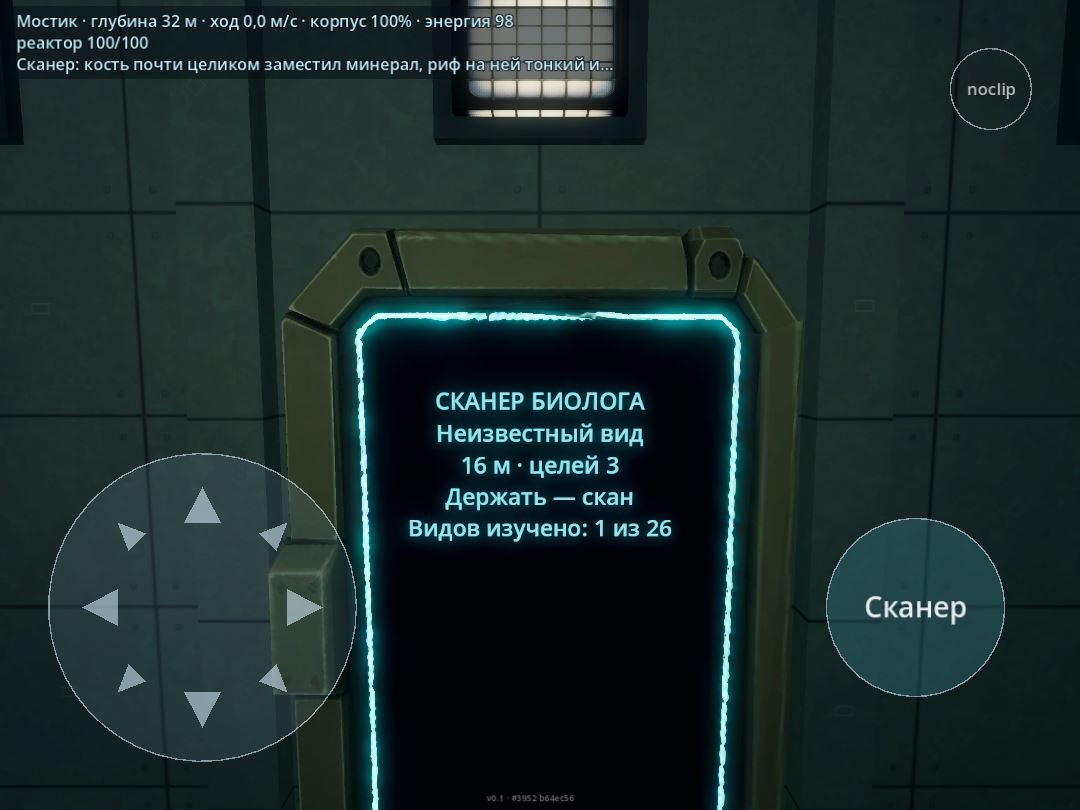 Мостик · глубина 32 м · ход 0,0 м/с · корпус 100% · энергия 98
реактор 100/100
Сканер: кость почти целиком заместил минерал, риф на ней тонкий и...
noclip
СКАНЕР БИОЛОГА
Неизвестный вид
16 м · целей 3
Держать — скан
Видов изучено: 1 из 26
Сканер
v0.1 · #3952 b64ec56